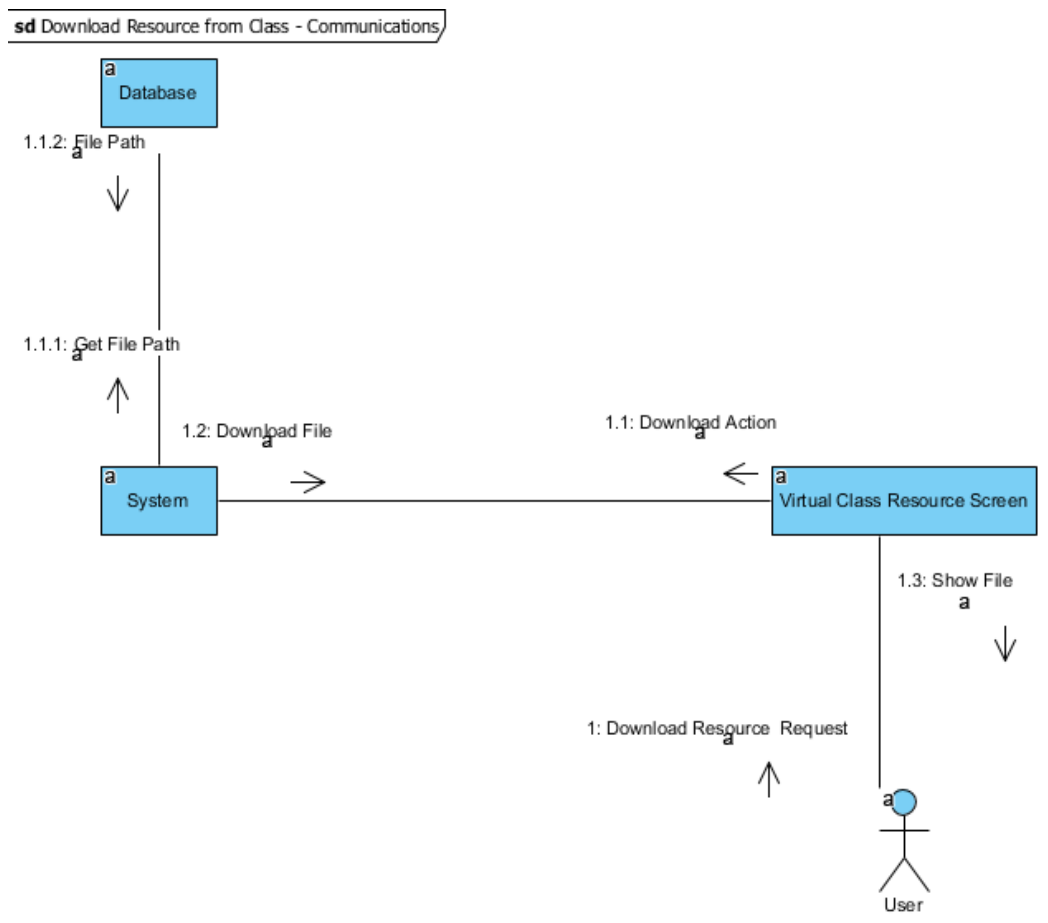 sd Download Resource from Class - Communications
a
Database
1.1.2: File Path
a
1.1.1: Get File Path
a
1.2: Download File
a
1.1: Download Action
a
a
System
a
Virtual Class Resource Screen
1.3: Show File
a
1: Download Resource  Request
a
a
User